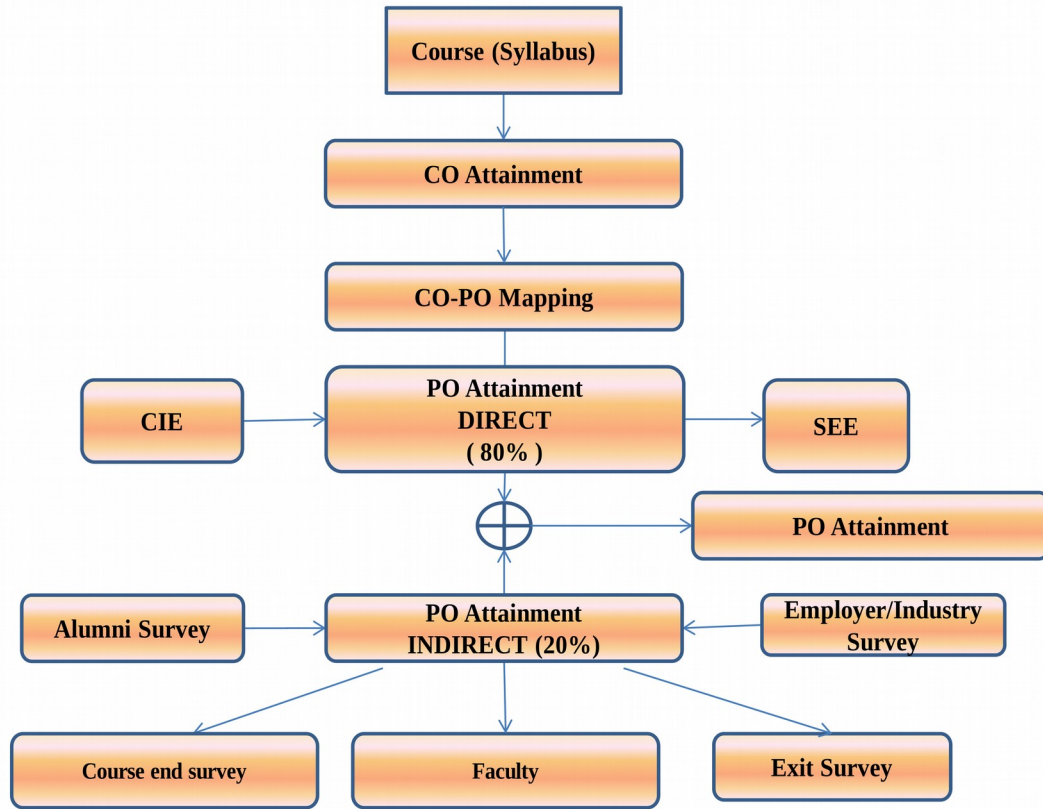 Course (Syllabus)
CO Attainment
CO-PO Mapping
PO Attainment
DIRECT
( 80% )
CIE
SEE
PO Attainment
PO Attainment
INDIRECT (20%)
Alumni Survey
Employer/Industry
Survey
Course end survey
Faculty
Exit Survey